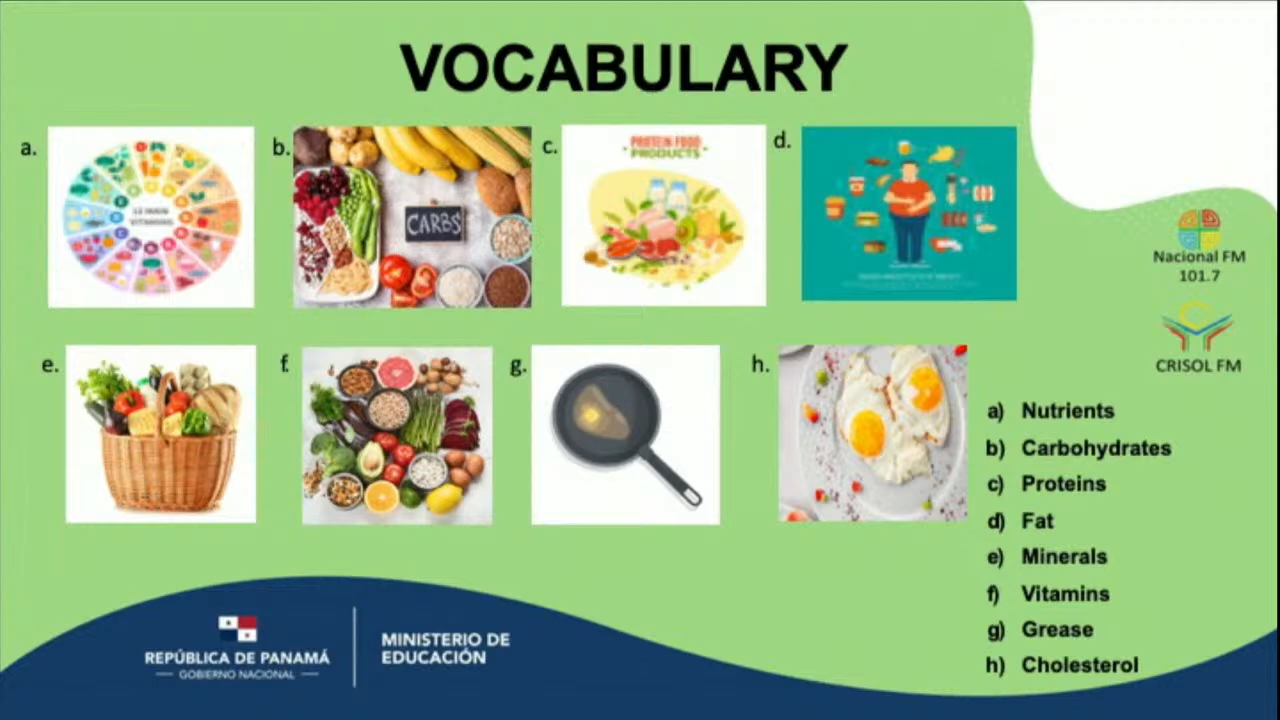 VOCABULARY
a.
b.
c.
d.
VITAMINS
CARBS
PROTEIN FOOD
PRODUCTS
Nacional FM
101.7
CRISOL FM
e.
f.
g.
h.
a) Nutrients
b) Carbohydrates
c) Proteins
d) Fat
e) Minerals
f) Vitamins
g) Grease
h) Cholesterol
REPÚBLICA DE PANAMÁ
GOBIERNO NACIONAL
MINISTERIO DE
EDUCACIÓN